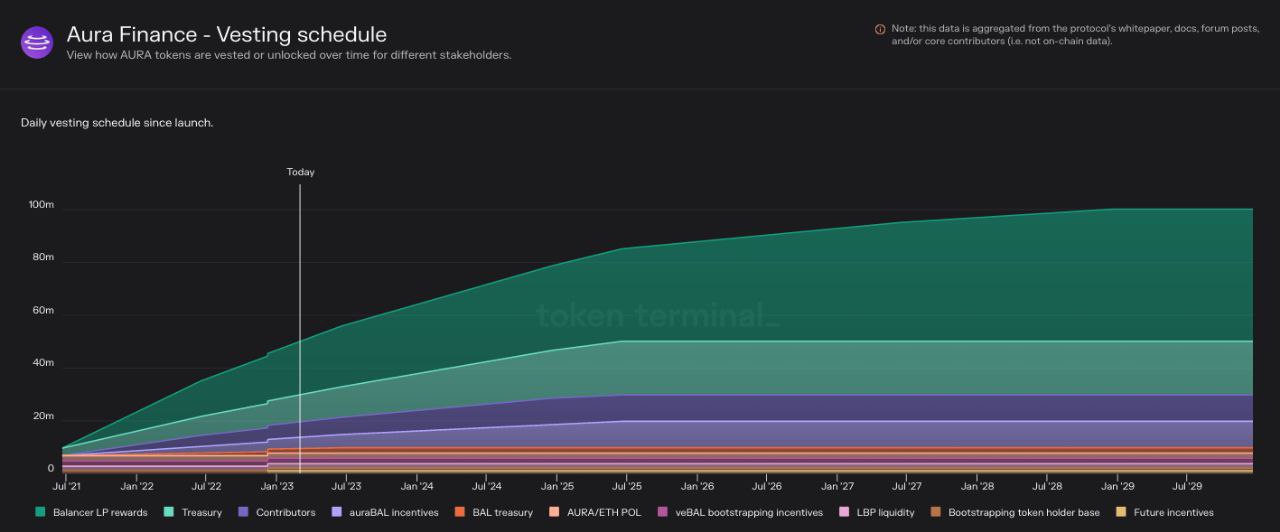 Aura Finance - Vesting schedule
View how AURA tokens are vested or unlocked over time for different stakeholders.
Note: this data is aggregated from the protocol's whitepaper, docs, forum posts,
and/or core contributors (i.e. not on-chain data).
Daily vesting schedule since launch.
Today
100m
80m
60m
40m
20m
0
token terminal_
Jul '21 Jan '22 Jul '22 Jan '23 Jul '23 Jan '24 Jul '24 Jan '25 Jul '25 Jan '26 Jul '26 Jan '27 Jul '27 Jan '28 Jul '28 Jan '29 Jul '29
Balancer LP rewards Treasury Contributors auraBAL incentives BAL treasury AURA/ETH POL veBAL bootstrapping incentives LBP liquidity Bootstrapping token holder base Future incentives